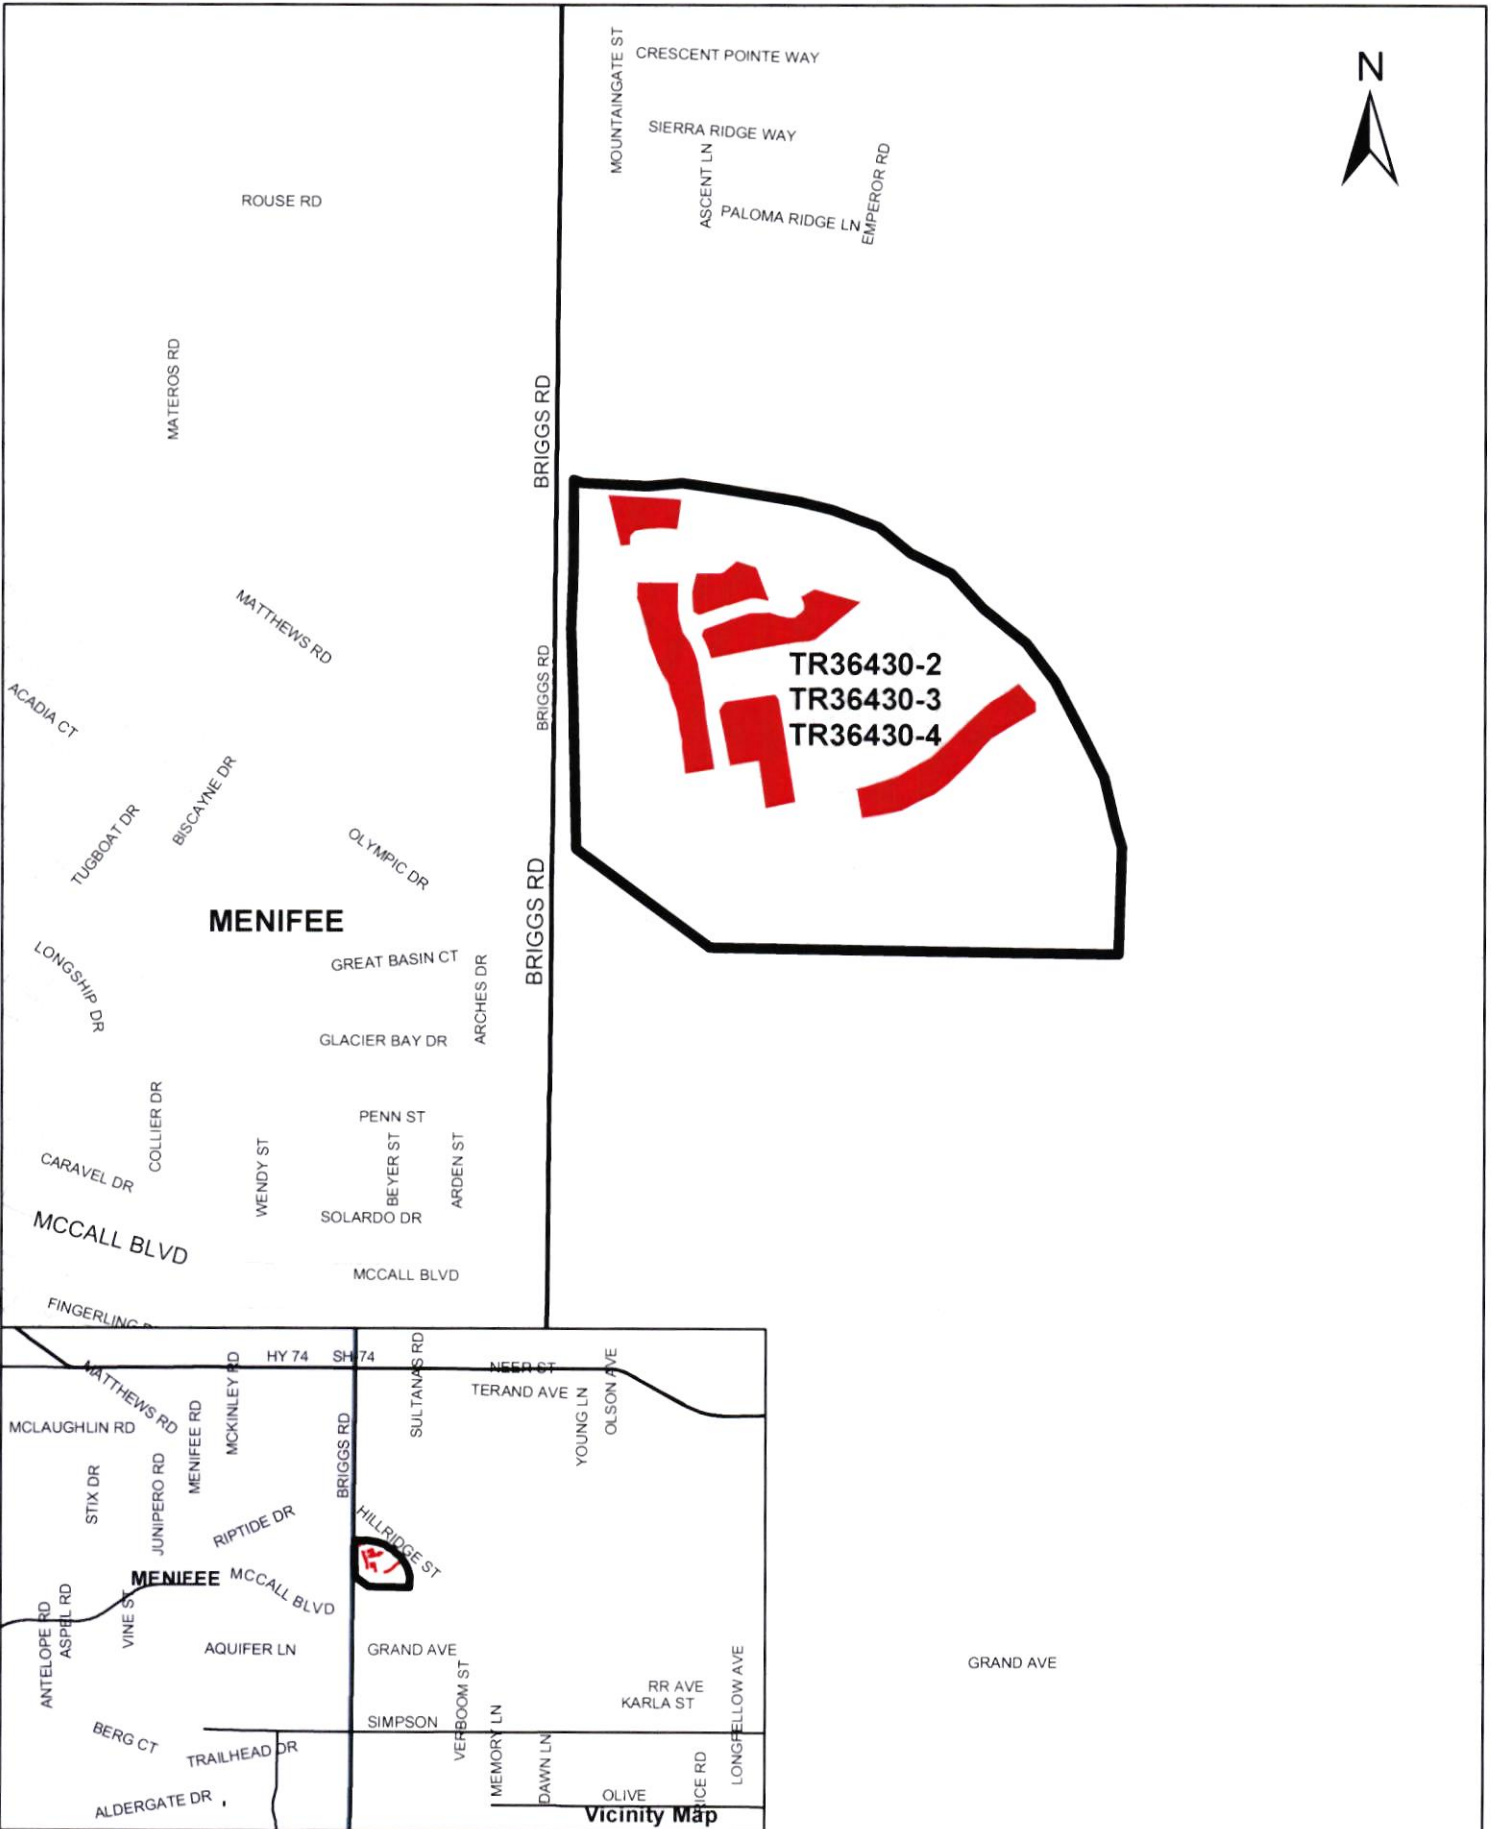 MOUNTAINGATE ST
CRESCENT POINTE WAY
N
SIERRA RIDGE WAY
ASCENT LN
EMPEROR RD
ROUSE RD
PALOMA RIDGE LN
MATEROS RD
BRIGGS RD
MATTHEWS RD
BRIGGS RD
TR36430-2
TR36430-3
TR36430-4
ACADIA CT
BISCAYNE DR
TUGBOAT DR
OLYMPIC DR
BRIGGS RD
MENIFEE
LONGSHIP DR
GREAT BASIN CT
ARCHES DR
GLACIER BAY DR
COLLIER DR
PENN ST
CARAVEL DR
WENDY ST
BEYER ST
ARDEN ST
SOLARDO DR
MCCALL BLVD
MCCALL BLVD
FINGERLING
HY 74
SH 74
SULTANAS RD
NEER ST
OLSON AVE
MATTHEWS RD
MCKINLEY RD
TERAND AVE
YOUNG LN
MCLAUGHLIN RD
MENIFEE RD
BRIGGS RD
STIX DR
JUNIPERO RD
RIPTIDE DR
HILLRIDGE ST
MENIFEE
MCCALL BLVD
ANTELOPE RD
ASPEL RD
VINE ST
AQUIFER LN
GRAND AVE
GRAND AVE
VERBOOM ST
RR AVE
KARLA ST
LONGFELLOW AVE
BERG CT
SIMPSON
MEMORY LN
TRAILHEAD DR
DAWN LN
RICE RD
ALDERGATE DR
OLIVE
Vicinity Map